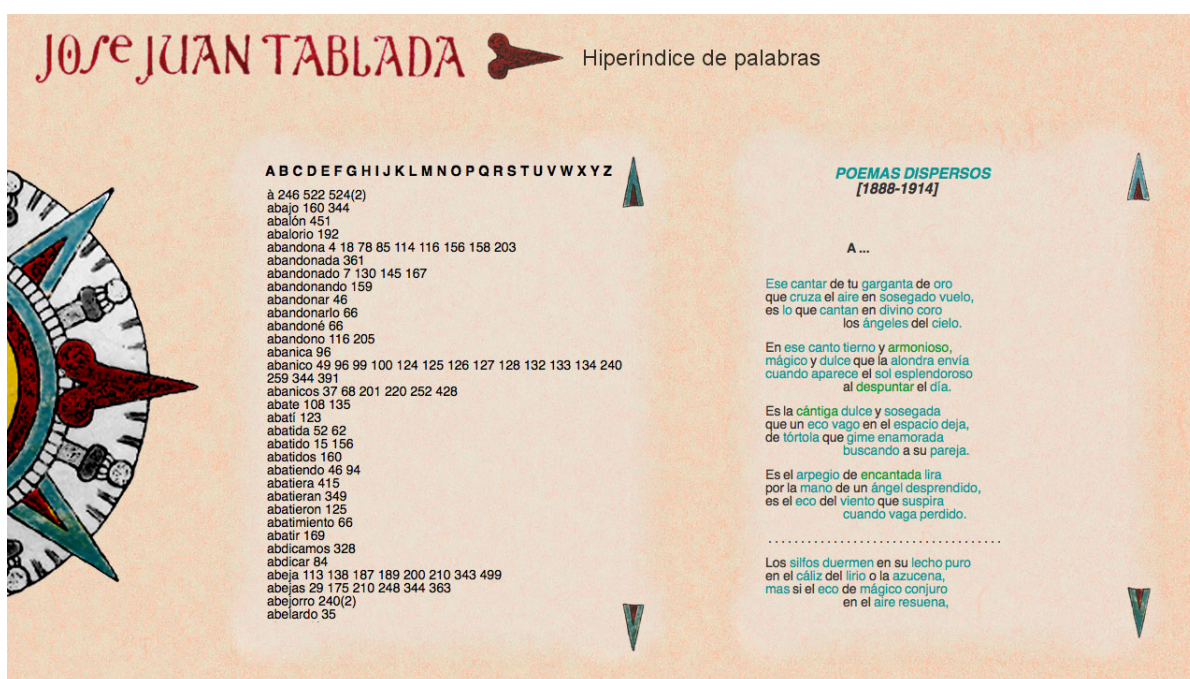 JOSE JUAN TABLADA
Hiperíndice de palabras
A B C D E F G H I J K L M N O P Q R S T U V W X Y Z
à 246 522 524(2)
abajo 160 344
abalón 451
abalorio 192
abandona 4 18 78 85 114 116 156 158 203
abandonada 361
abandonado 7 130 145 167
abandonando 159
abandonar 46
abandonarlo 66
abandoné 66
abandono 116 205
abanica 96
abanico 49 96 99 100 124 125 126 127 128 132 133 134 240
259 344 391
abanicos 37 68 201 220 252 428
abate 108 135
abatí 123
abatida 52 62
abatido 15 156
abatidos 160
abatiendo 46 94
abatiera 415
abatieran 349
abatieron 125
abatimiento 66
abatir 169
abdicamos 328
abdicar 84
abeja 113 138 187 189 200 210 343 499
abejas 29 175 210 248 344 363
abejorro 240(2)
abelardo 35
POEMAS DISPERSOS
[1888-1914]
A ...
Ese cantar de tu garganta de oro
que cruza el aire en sosegado vuelo,
es lo que cantan en divino coro
los ángeles del cielo.
En ese canto tierno y armonioso,
mágico y dulce que la alondra envía
cuando aparece el sol esplendoroso
al despuntar el día.
Es la cántiga dulce y sosegada
que un eco vago en el espacio deja,
de tórtola que gime enamorada
buscando a su pareja.
Es el arpegio de encantada lira
por la mano de un ángel desprendido,
es el eco del viento que suspira
cuando vaga perdido.
. . . . . . . . . . . . . . . . . . . . . . . . . . . . . . . . . . .
Los silfos duermen en su lecho puro
en el cáliz del lirio o la azucena,
mas si el eco de mágico conjuro
en el aire resuena,